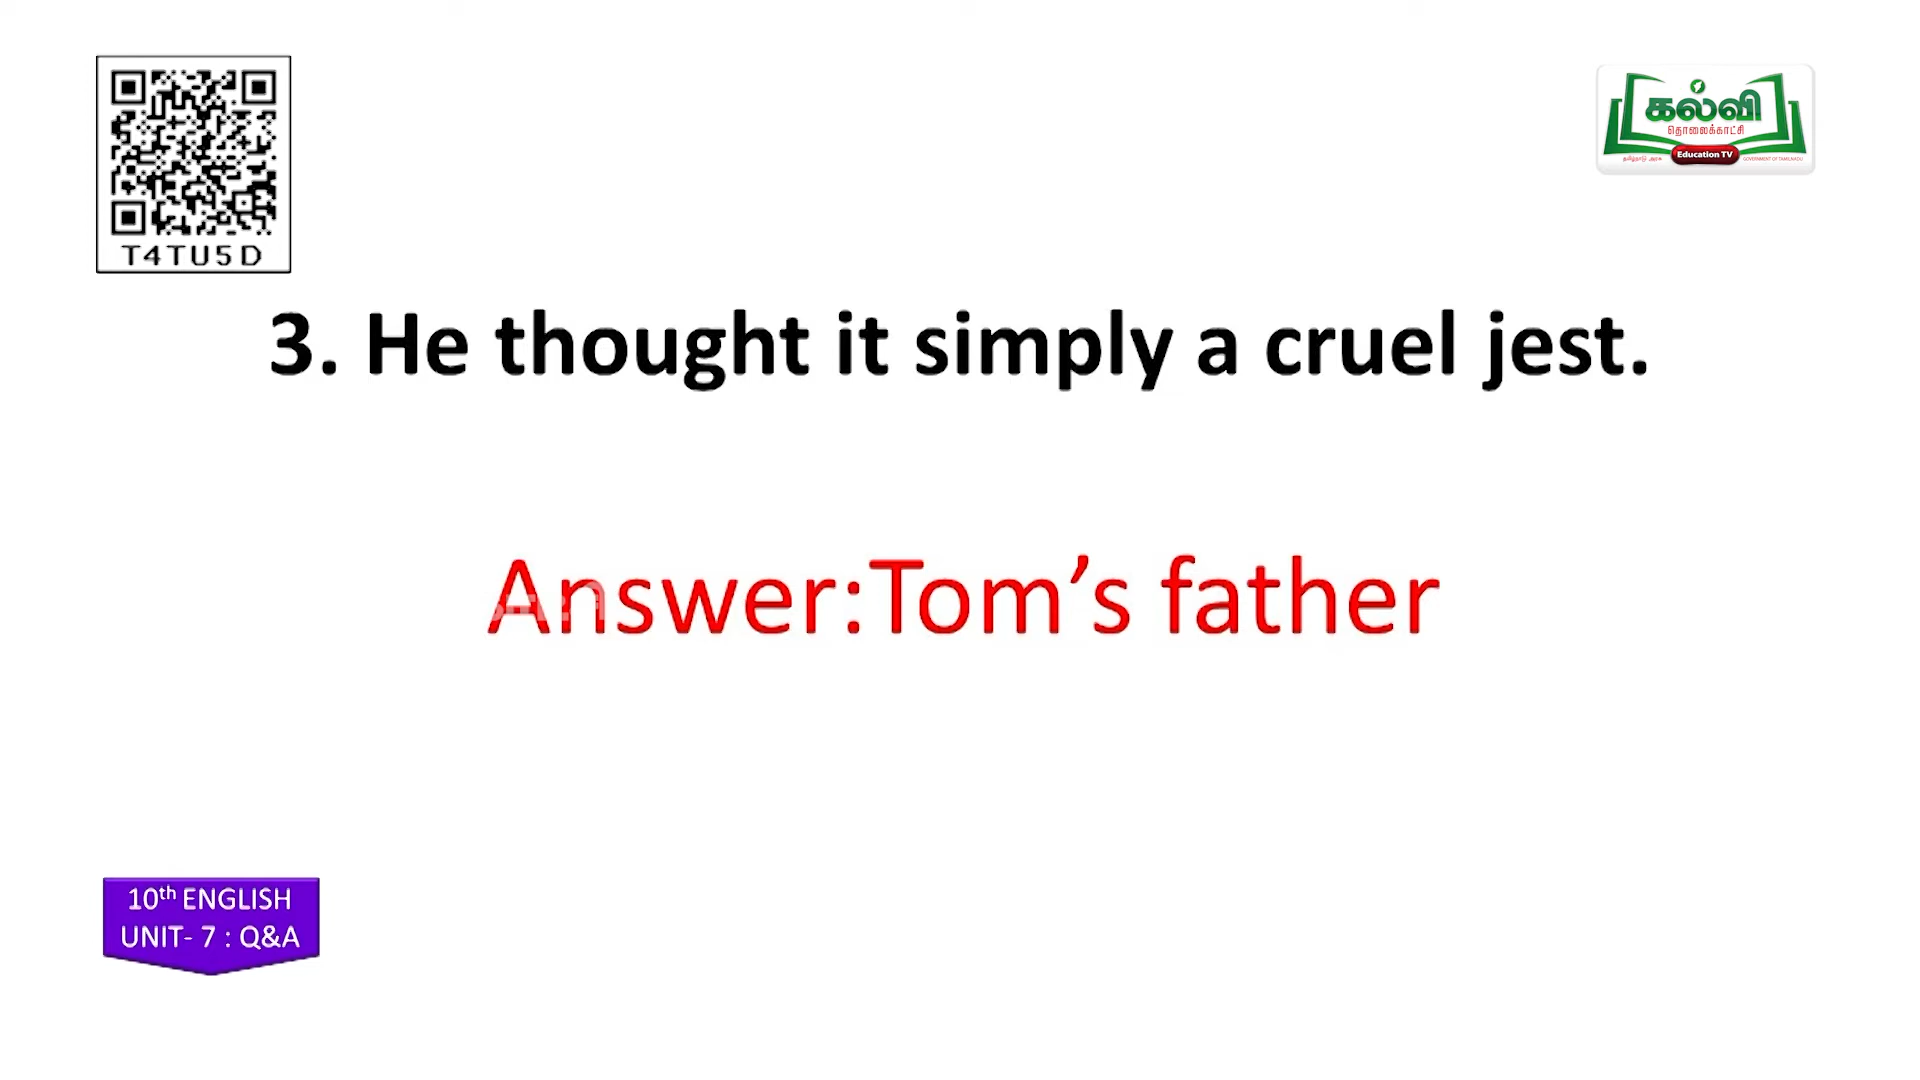 T4TU5D
கல்வி
தொலைக்காட்சி
Education TV
தமிழ்நாடு அரசு
GOVERNMENT OF TAMILNADU
3. He thought it simply a cruel jest.
Answer:Tom’s father
10th ENGLISH
UNIT- 7 : Q&A